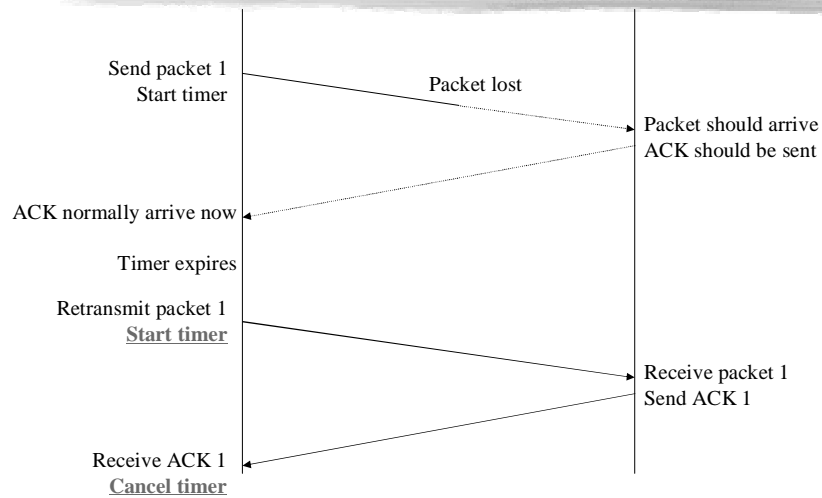 Send packet 1
Start timer
Packet lost
Packet should arrive
ACK should be sent
ACK normally arrive now
Timer expires
Retransmit packet 1
Start timer
Receive packet 1
Send ACK 1
Receive ACK 1
Cancel timer